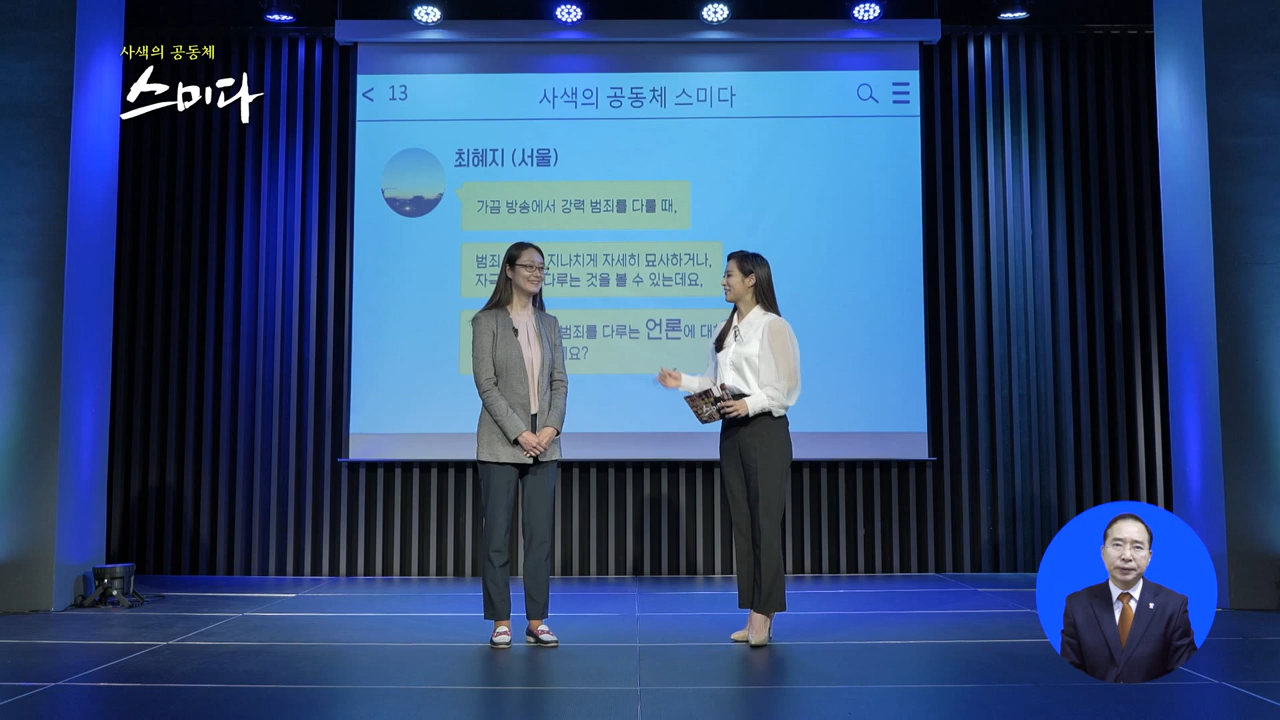 사색의 공동체
스미다
< 13
사색의 공동체 스미다
최혜지 (서울)
가끔 방송에서 강력 범죄를 다룰 때,
범죄 지나치게 자세히 묘사하거나,
다루는 것을 볼 수 있는데요,
범죄를 다루는 언론에